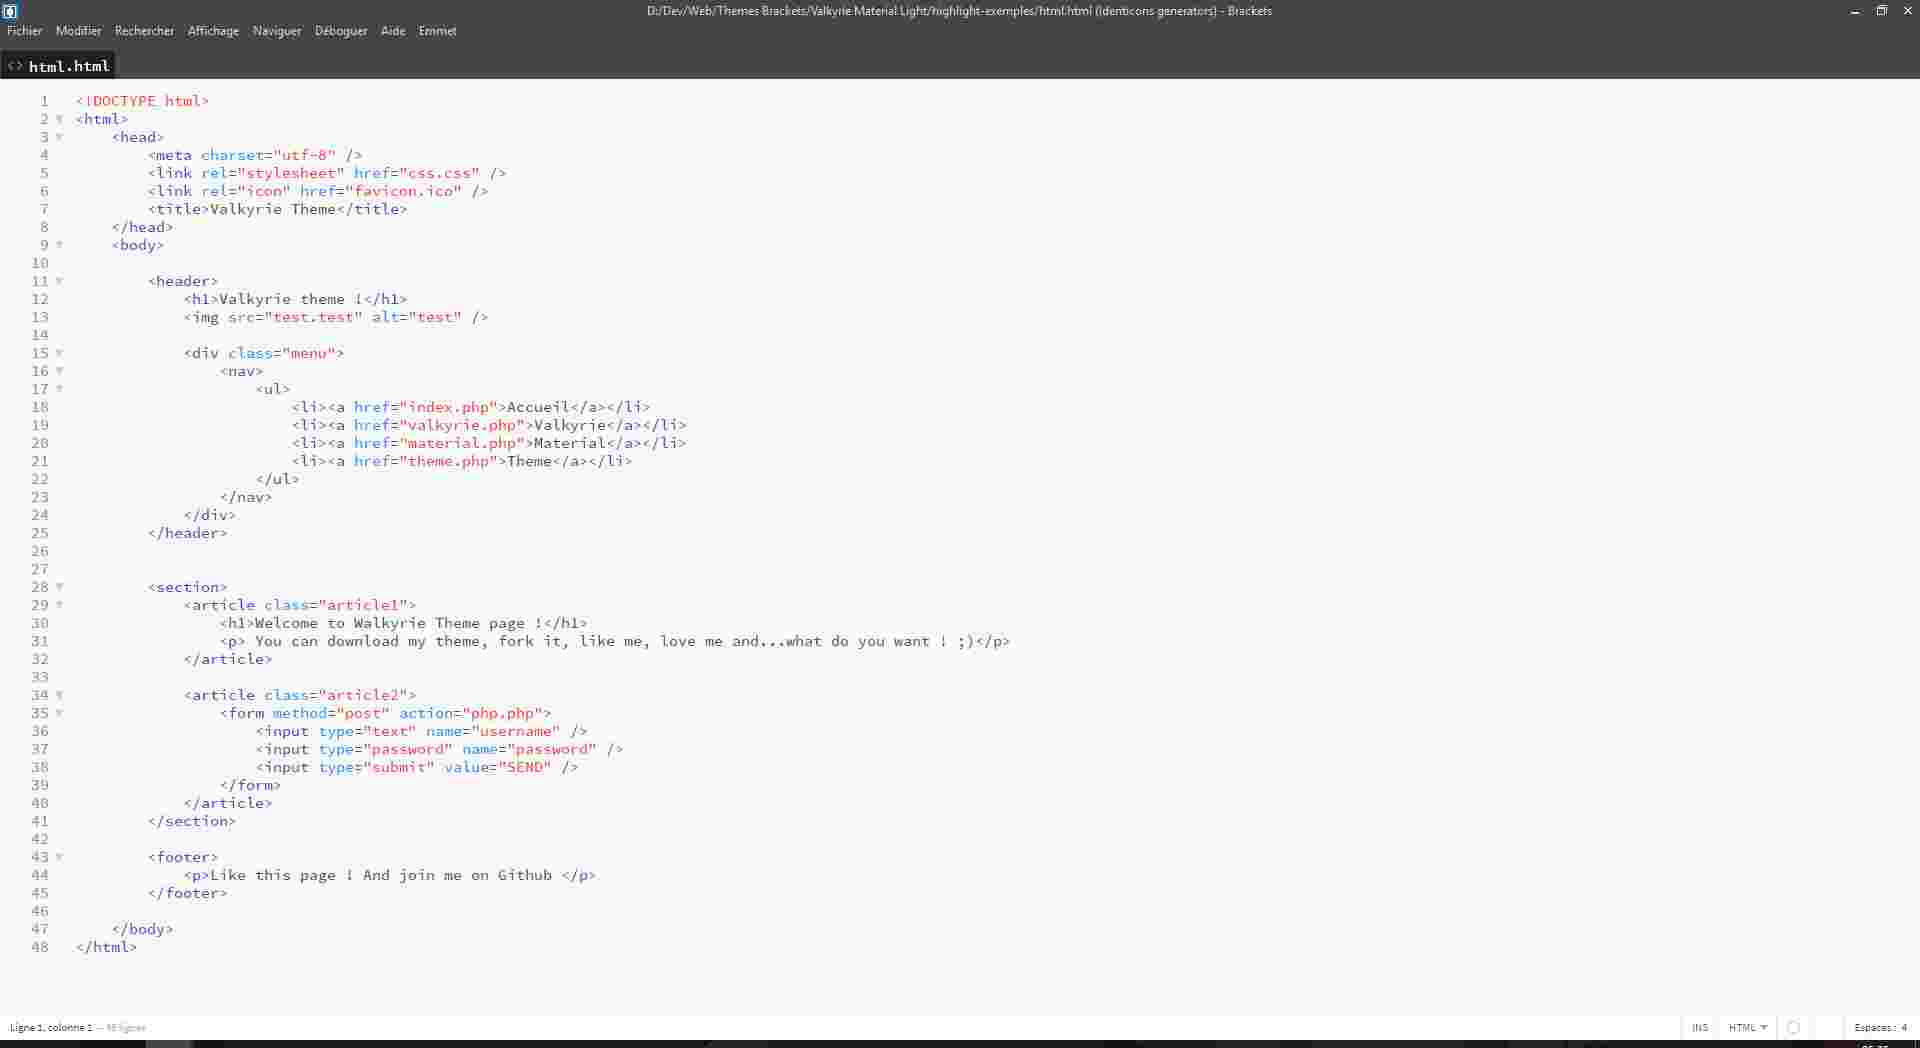 D:/Dev/Web/Themes Brackets/Valkyrie Material Light/highlight-exemples/html.html (Identicons generators) - Brackets
Fichier Modifier Rechercher Affichage Naviguer Déboguer Aide Emmet
<> html.html
1 <!DOCTYPE html>
2 <html>
3 <head>
4 <meta charset="utf-8" />
5 <link rel="stylesheet" href="css.css" />
6 <link rel="icon" href="favicon.ico" />
7 <title>Valkyrie Theme</title>
8 </head>
9 <body>
10
11 <header>
12 <h1>Valkyrie theme !</h1>
13 <img src="test.test" alt="test" />
14
15 <div class="menu">
16 <nav>
17 <ul>
18 <li><a href="index.php">Accueil</a></li>
19 <li><a href="valkyrie.php">Valkyrie</a></li>
20 <li><a href="material.php">Material</a></li>
21 <li><a href="theme.php">Theme</a></li>
22 </ul>
23 </nav>
24 </div>
25 </header>
26
27
28 <section>
29 <article class="article1">
30 <h1>Welcome to Walkyrie Theme page !</h1>
31 <p> You can download my theme, fork it, like me, love me and...what do you want ! ;)</p>
32 </article>
33
34 <article class="article2">
35 <form method="post" action="php.php">
36 <input type="text" name="username" />
37 <input type="password" name="password" />
38 <input type="submit" value="SEND" />
39 </form>
40 </article>
41 </section>
42
43 <footer>
44 <p>Like this page ! And join me on Github </p>
45 </footer>
46
47 </body>
48 </html>
Ligne 1, colonne 1 — 48 lignes
INS HTML Espaces : 4